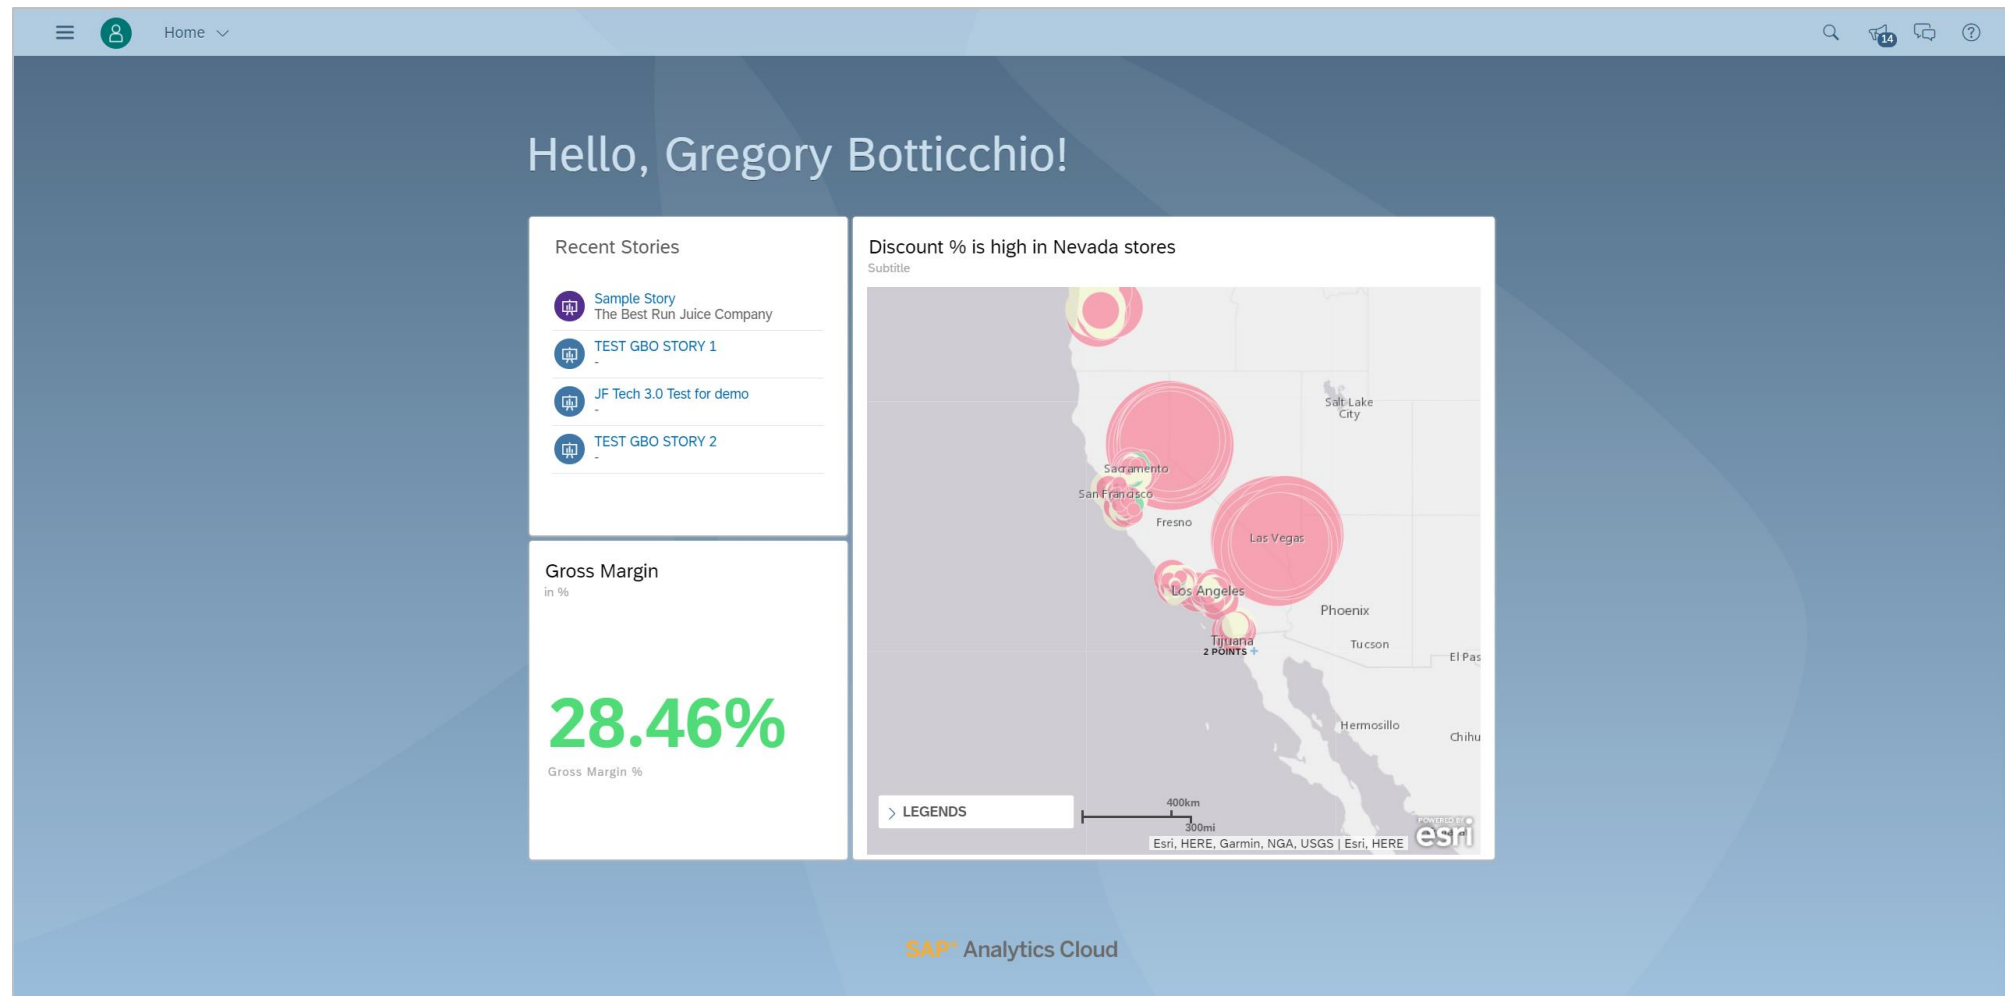 Home
14
Hello, Gregory Botticchio!
Recent Stories
Sample Story
The Best Run Juice Company
TEST GBO STORY 1
-
JF Tech 3.0 Test for demo
-
TEST GBO STORY 2
-
Gross Margin
in %
28.46%
Gross Margin %
Discount % is high in Nevada stores
Subtitle
Salt Lake
City
Sacramento
San Francisco
Fresno
Las Vegas
Los Angeles
Phoenix
Tijuana
2 POINTS +
Tucson
El Pas
Hermosillo
Chihu
LEGENDS
400km
300mi
POWERED BY
esri
Esri, HERE, Garmin, NGA, USGS | Esri, HERE
SAP® Analytics Cloud